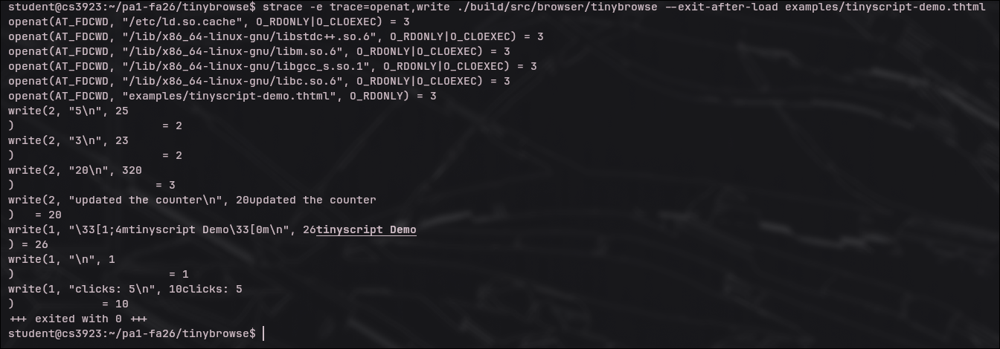 student@cs3923:~/pa1-fa26/tinybrowse$ strace -e trace=openat,write ./build/src/browser/tinybrowse --exit-after-load examples/tinyscript-demo.thtml
openat(AT_FDCWD, "/etc/ld.so.cache", O_RDONLY|O_CLOEXEC) = 3
openat(AT_FDCWD, "/lib/x86_64-linux-gnu/libstdc++.so.6", O_RDONLY|O_CLOEXEC) = 3
openat(AT_FDCWD, "/lib/x86_64-linux-gnu/libm.so.6", O_RDONLY|O_CLOEXEC) = 3
openat(AT_FDCWD, "/lib/x86_64-linux-gnu/libgcc_s.so.1", O_RDONLY|O_CLOEXEC) = 3
openat(AT_FDCWD, "/lib/x86_64-linux-gnu/libc.so.6", O_RDONLY|O_CLOEXEC) = 3
openat(AT_FDCWD, "examples/tinyscript-demo.thtml", O_RDONLY) = 3
write(2, "5\n", 25
)                      = 2
write(2, "3\n", 23
)                      = 2
write(2, "20\n", 320
)                     = 3
write(2, "updated the counter\n", 20updated the counter
)   = 20
write(1, "\33[1;4mtinyscript Demo\33[0m\n", 26tinyscript Demo
) = 26
write(1, "\n", 1
)                       = 1
write(1, "clicks: 5\n", 10clicks: 5
)             = 10
+++ exited with 0 +++
student@cs3923:~/pa1-fa26/tinybrowse$